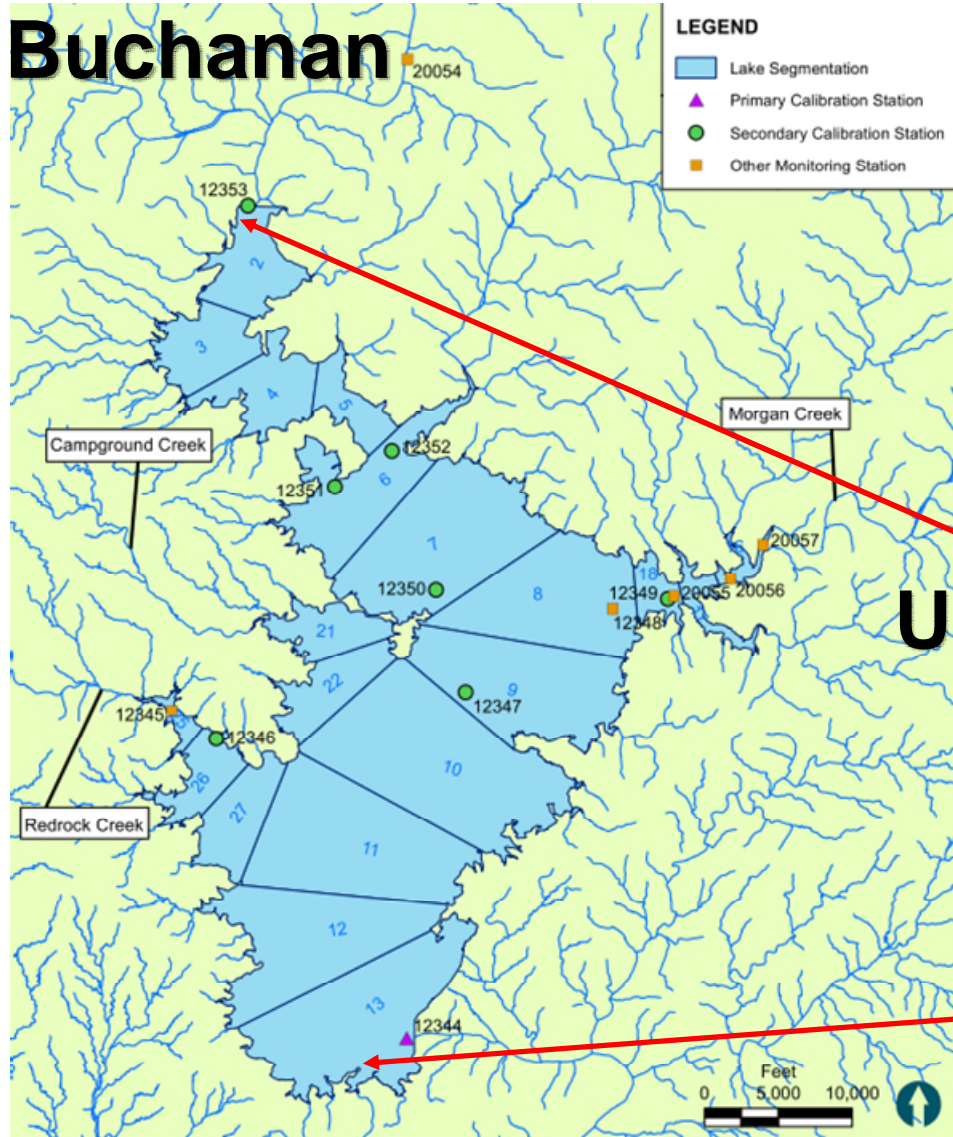 Buchanan
LEGEND
Lake Segmentation
Primary Calibration Station
Secondary Calibration Station
Other Monitoring Station
20054
12353
2
3
4
5
Morgan Creek
Campground Creek
12352
6
12351
7
20057
18
20056
12350
8
12349
20055
12348
U
21
22
9
12347
12345
12346
10
26
27
Redrock Creek
11
12
13
12344
Feet
0 5,000 10,000